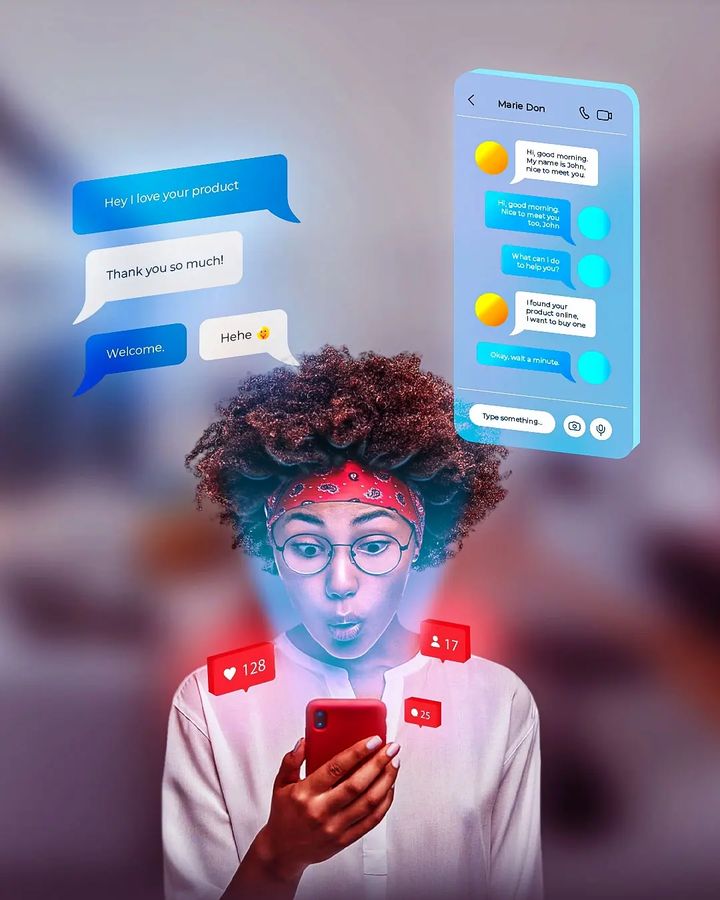 Hey I love your product
Thank you so much!
Welcome.
Hehe 🤗
Marie Don
Hi, good morning.
My name is John,
nice to meet you.
Hi, good morning.
Nice to meet you
too, John
What can I do
to help you?
I found your
product online,
I want to buy one
Okay, wait a minute.
Type something...
128
17
25